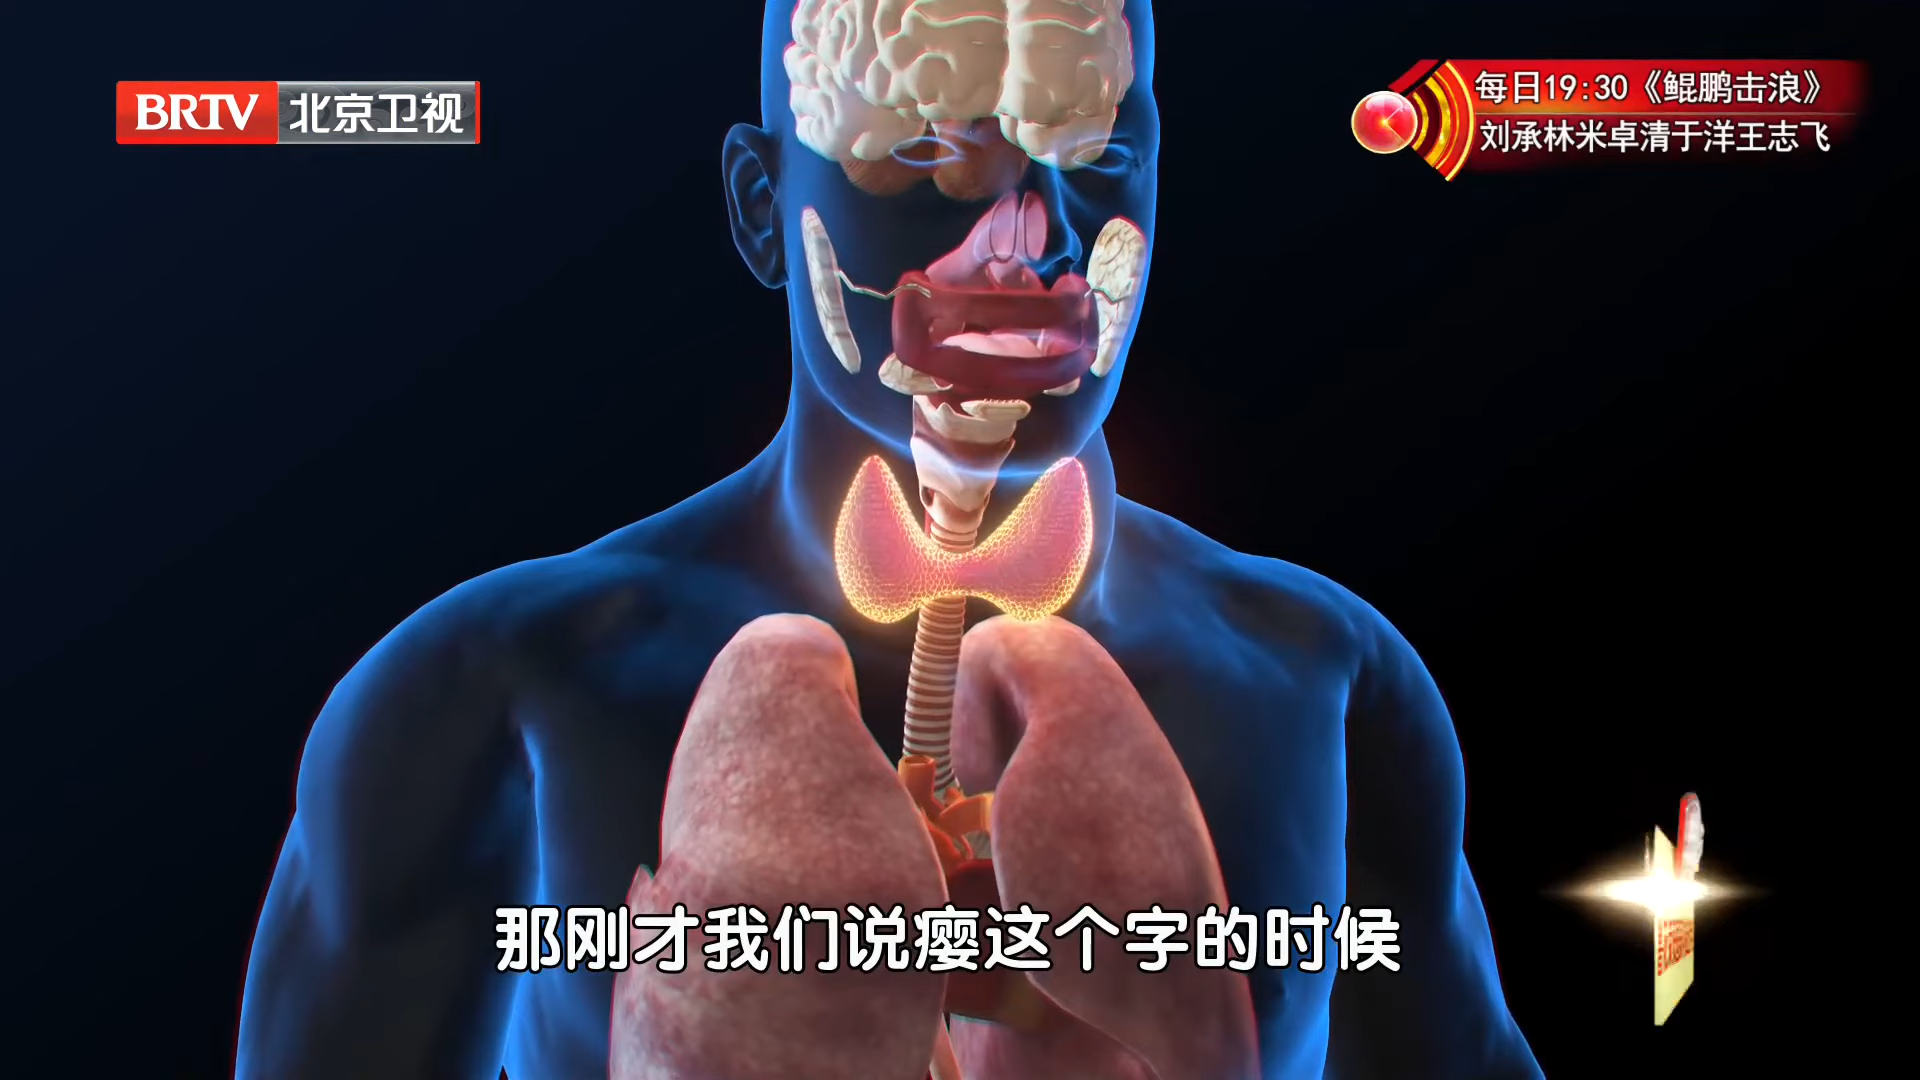 BRTV 北京卫视
每日19:30《鲲鹏击浪》
刘承林米卓清于洋王志飞
那刚才我们说瘿这个字的时候